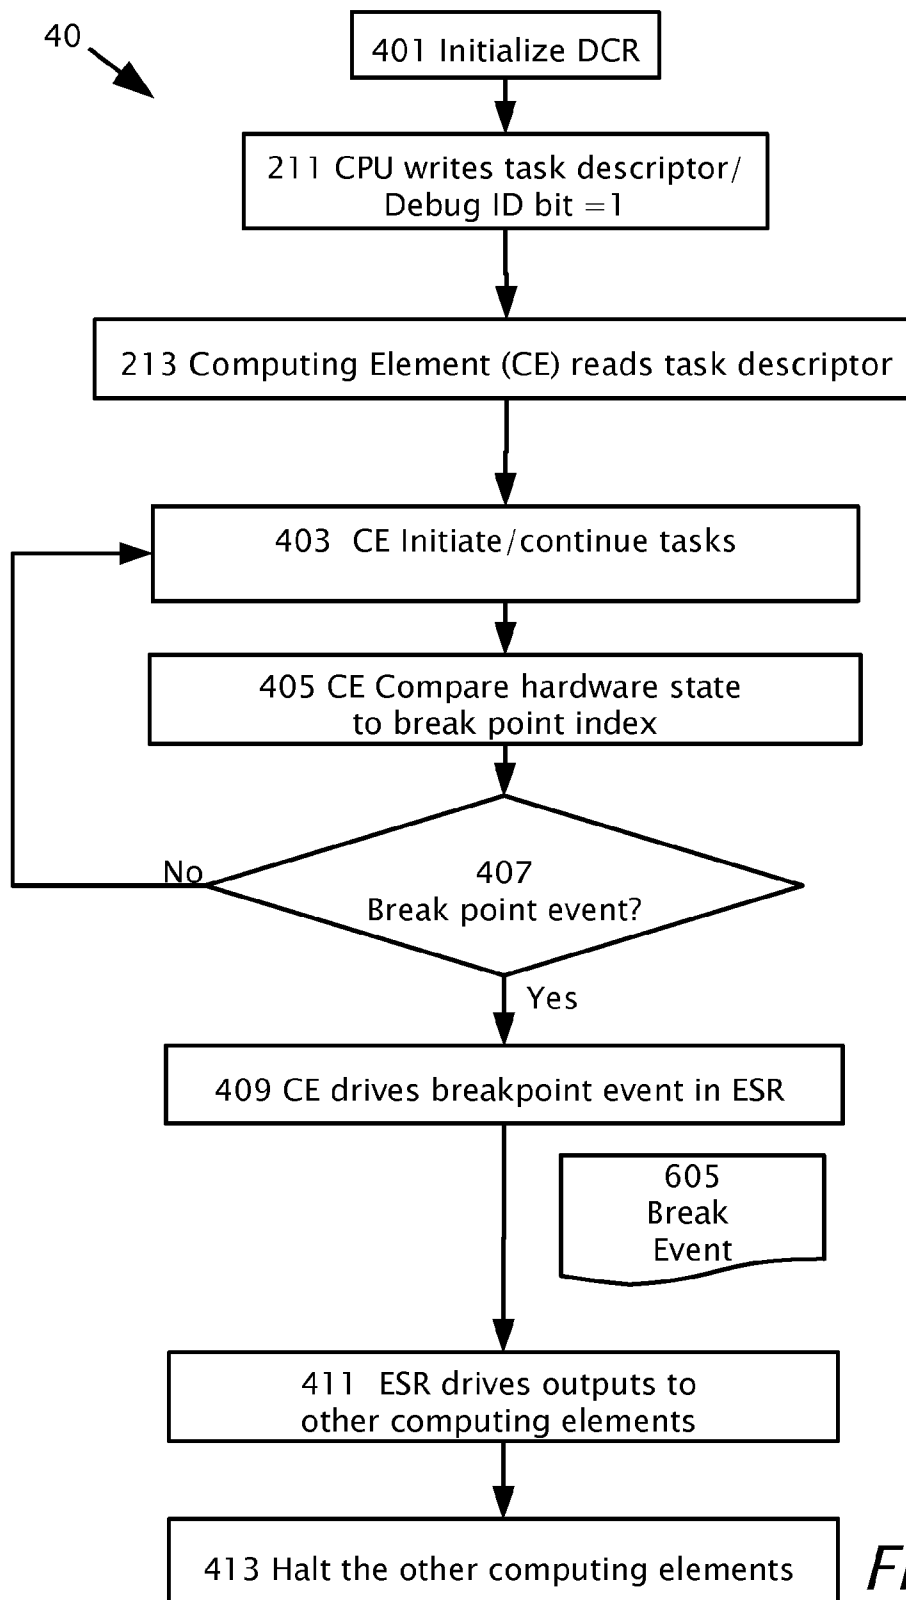 40
401 Initialize DCR
211 CPU writes task descriptor/
Debug ID bit =1
213 Computing Element (CE) reads task descriptor
403 CE Initiate/continue tasks
405 CE Compare hardware state
to break point index
407
Break point event?
No
Yes
409 CE drives breakpoint event in ESR
605
Break
Event
411 ESR drives outputs to
other computing elements
413 Halt the other computing elements